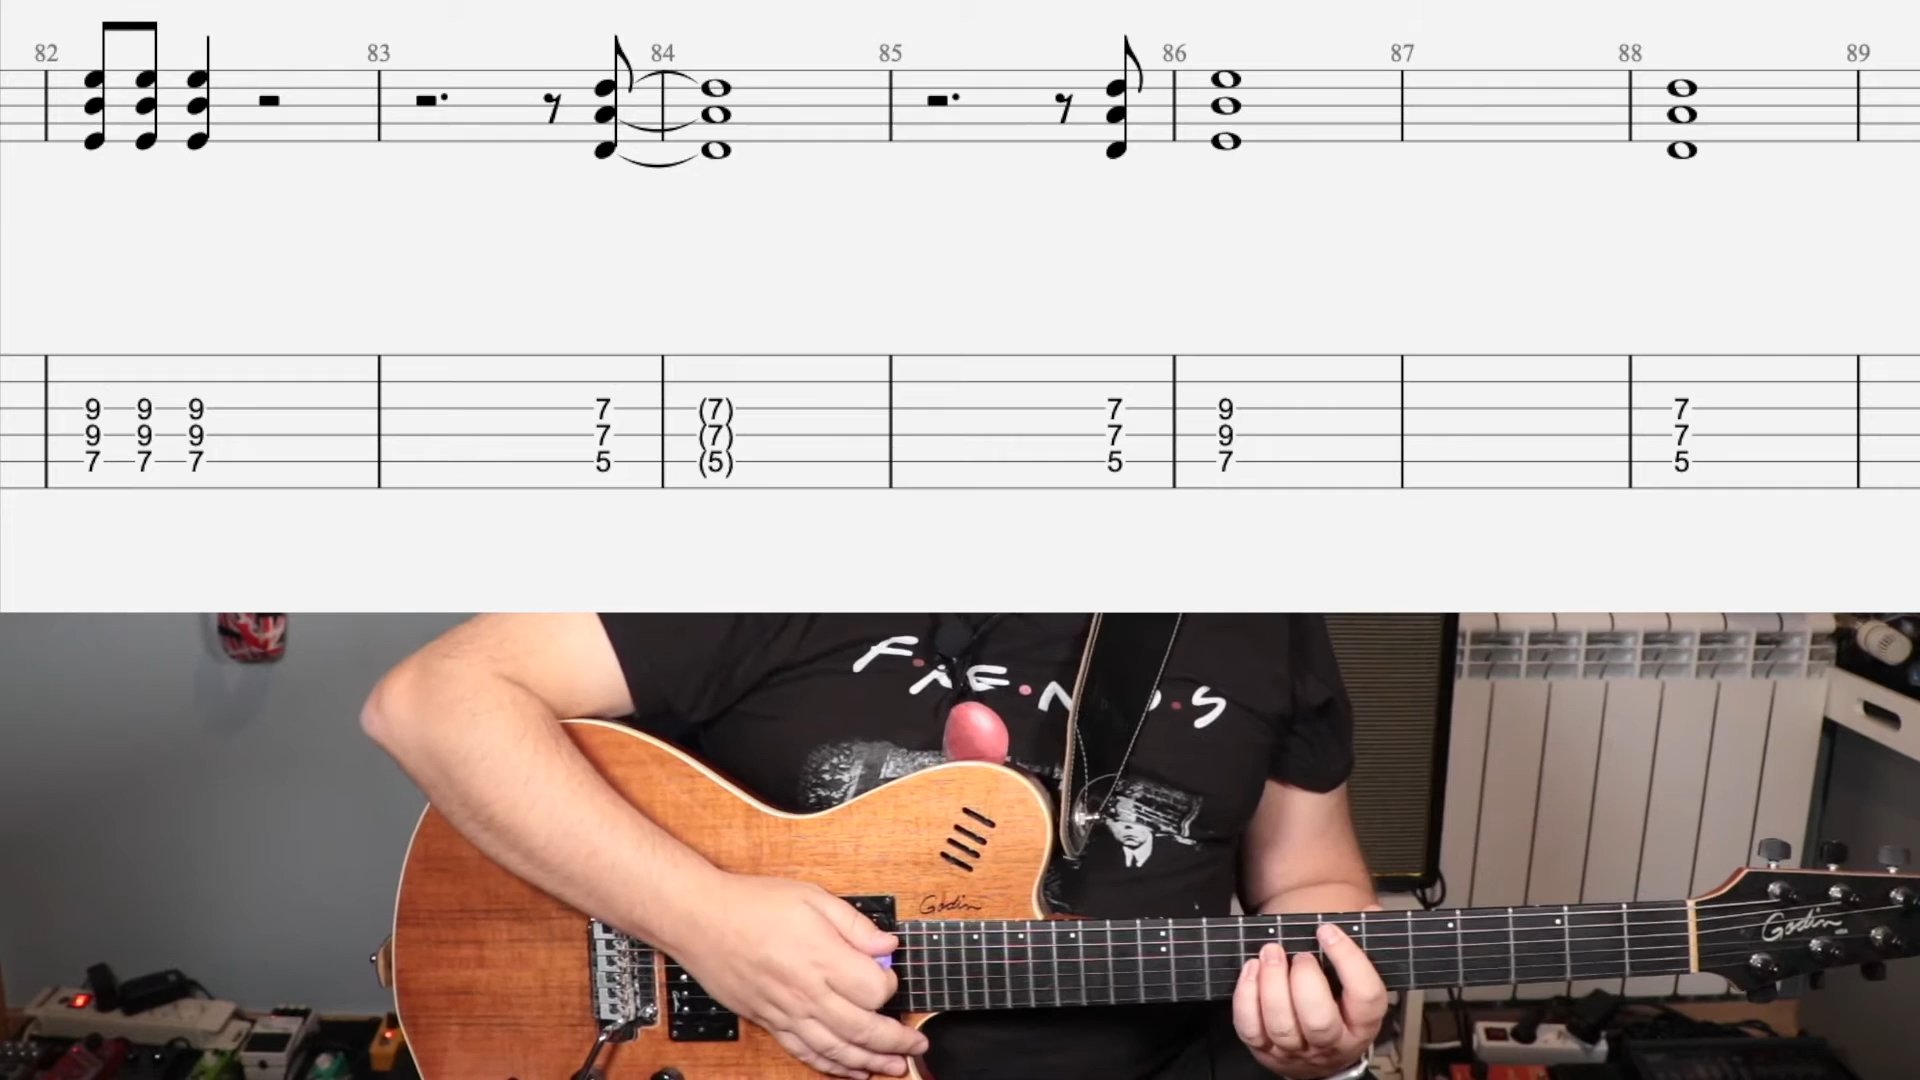 82 83 84 85 86 87 88 89
9 9 9 7 (7) 7 9 7
9 9 9 7 (7) 7 9 7
7 7 7 5 (5) 5 7 5
F·R·I·E·N·D·S
Godin
Godin